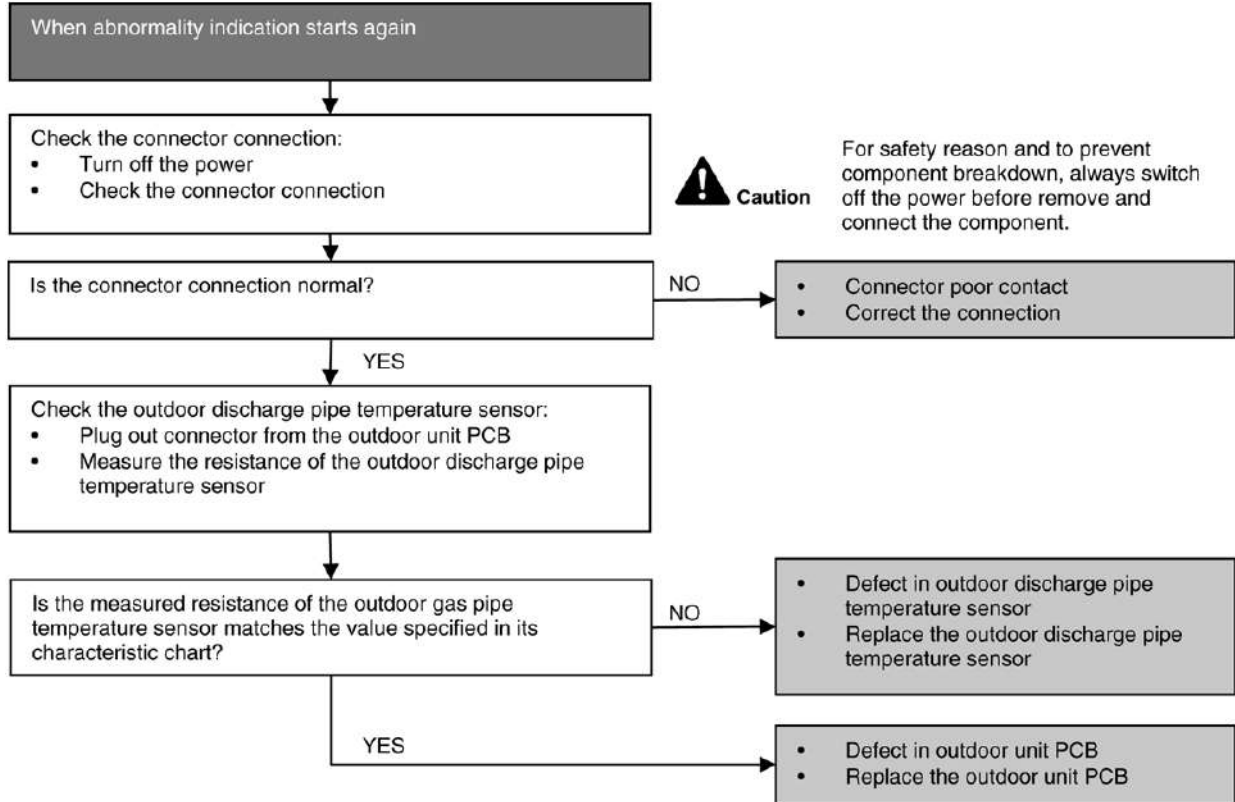 When abnormality indication starts again
Check the connector connection:
• Turn off the power
• Check the connector connection
Caution
For safety reason and to prevent
component breakdown, always switch
off the power before remove and
connect the component.
Is the connector connection normal?
NO
• Connector poor contact
• Correct the connection
YES
Check the outdoor discharge pipe temperature sensor:
• Plug out connector from the outdoor unit PCB
• Measure the resistance of the outdoor discharge pipe
temperature sensor
Is the measured resistance of the outdoor gas pipe
temperature sensor matches the value specified in its
characteristic chart?
NO
• Defect in outdoor discharge pipe
temperature sensor
• Replace the outdoor discharge pipe
temperature sensor
YES
• Defect in outdoor unit PCB
• Replace the outdoor unit PCB